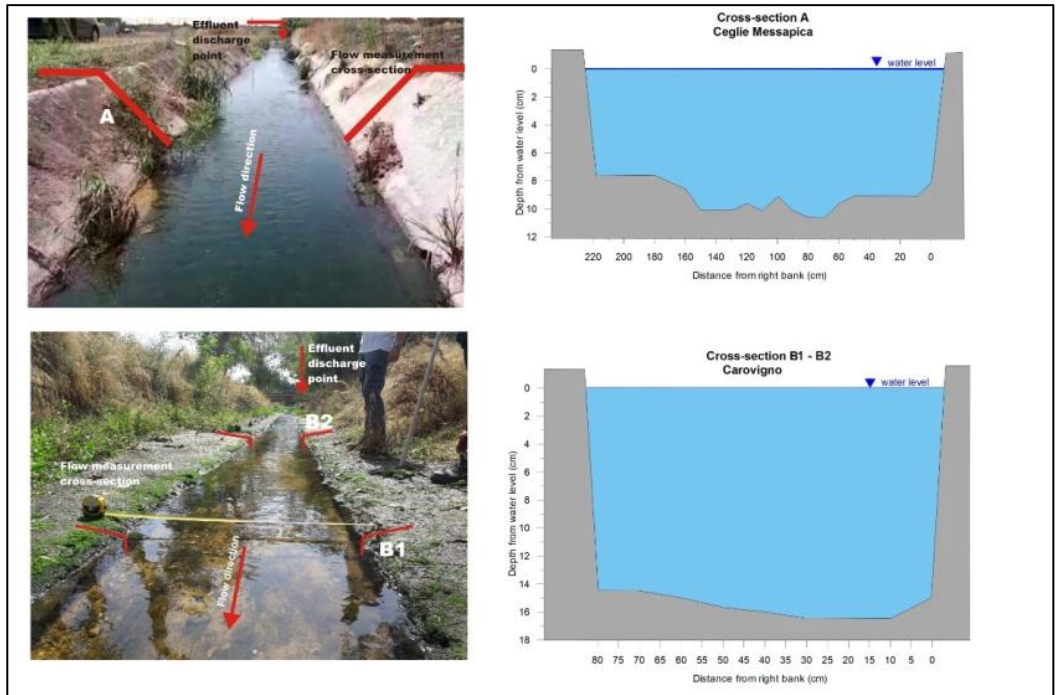 Effluent
discharge
point
Flow measurement
cross-section
A
Flow direction
Cross-section A
Ceglie Messapica
water level
0
2
4
6
8
10
12
Depth from water level (cm)
220 200 180 160 140 120 100 80 60 40 20 0
Distance from right bank (cm)
Effluent
discharge
point
B2
Flow measurement
cross-section
B1
Flow direction
Cross-section B1 - B2
Carovigno
water level
0
2
4
6
8
10
12
14
16
18
Depth from water level (cm)
80 75 70 65 60 55 50 45 40 35 30 25 20 15 10 5 0
Distance from right bank (cm)